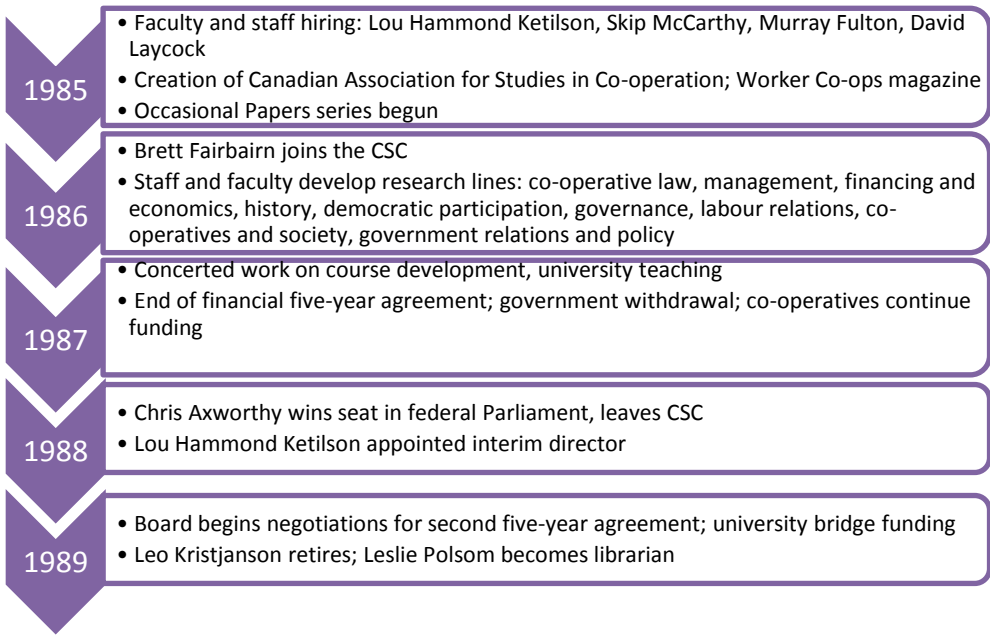 1985
• Faculty and staff hiring: Lou Hammond Ketilson, Skip McCarthy, Murray Fulton, David
Laycock
• Creation of Canadian Association for Studies in Co-operation; Worker Co-ops magazine
• Occasional Papers series begun
1986
• Brett Fairbairn joins the CSC
• Staff and faculty develop research lines: co-operative law, management, financing and
economics, history, democratic participation, governance, labour relations, co-
operatives and society, government relations and policy
1987
• Concerted work on course development, university teaching
• End of financial five-year agreement; government withdrawal; co-operatives continue
funding
1988
• Chris Axworthy wins seat in federal Parliament, leaves CSC
• Lou Hammond Ketilson appointed interim director
1989
• Board begins negotiations for second five-year agreement; university bridge funding
• Leo Kristjanson retires; Leslie Polsom becomes librarian